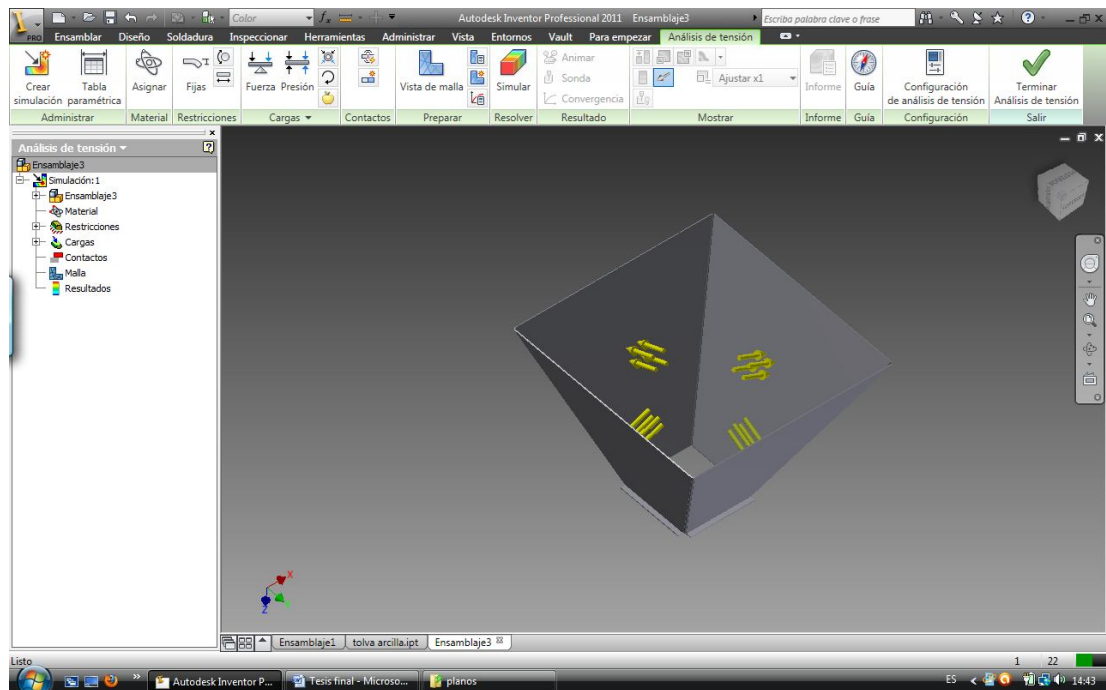 Color
Autodesk Inventor Professional 2011 Ensamblaje3
Escriba palabra clave o frase
PRO
Ensamblar Diseño Soldadura Inspeccionar Herramientas Administrar Vista Entornos Vault Para empezar Análisis de tensión
Crear simulación
Tabla paramétrica
Asignar
Fijas
Fuerza
Presión
Vista de malla
Simular
Animar
Sonda
Convergencia
Ajustar x1
Informe
Guía
Configuración de análisis de tensión
Terminar Análisis de tensión
Administrar Material Restricciones Cargas Contactos Preparar Resolver Resultado Mostrar Informe Guía Configuración Salir
Análisis de tensión
Ensamblaje3
Simulación:1
Ensamblaje3
Material
Restricciones
Cargas
Contactos
Malla
Resultados
X
Z
Ensamblaje1 tolva arcilla.ipt Ensamblaje3
Listo
1 22
Autodesk Inventor P... Tesis final - Microso... planos
ES 14:43